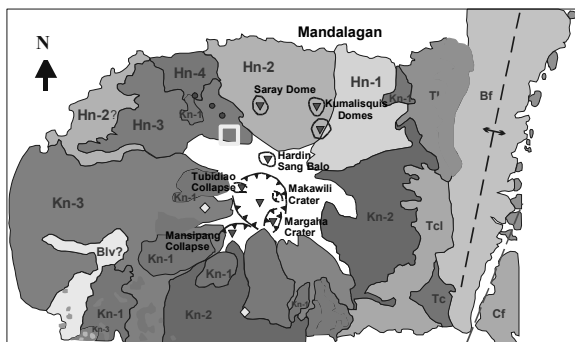 Mandalagan
N
Hn-4
Hn-2
Hn-1
Saray Dome
Kn-1
Bf
Hn-2?
Hn-3
Kn-1
Kumalisquis
Domes
Hardin
Sang Balo
Tubidiao
Collapse
Makawili
Crater
Kn-3
Kn-1
Kn-2
Margaha
Crater
Tcl
Mansipang
Collapse
Blv?
Kn-1
Kn-1
Kn-1
Kn-3
Kn-2
Kn-1
Tc
Cf